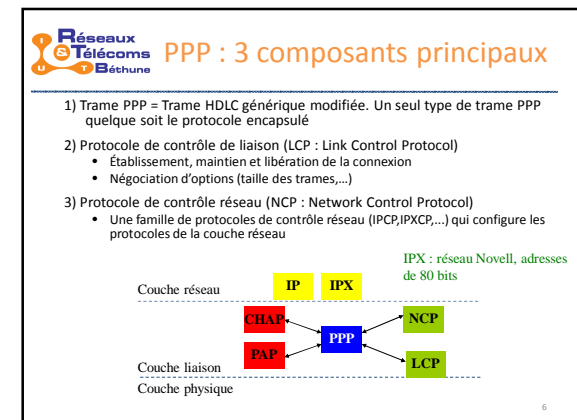 Réseaux
& Télécoms
I U T Béthune
PPP : 3 composants principaux
1) Trame PPP = Trame HDLC générique modifiée. Un seul type de trame PPP
quelque soit le protocole encapsulé
2) Protocole de contrôle de liaison (LCP : Link Control Protocol)
• Établissement, maintien et libération de la connexion
• Négociation d'options (taille des trames,...)
3) Protocole de contrôle réseau (NCP : Network Control Protocol)
• Une famille de protocoles de contrôle réseau (IPCP,IPXCP,...) qui configure les
protocoles de la couche réseau
IPX : réseau Novell, adresses
de 80 bits
IP IPX
Couche réseau
CHAP NCP
PPP
PAP LCP
Couche liaison
Couche physique
6